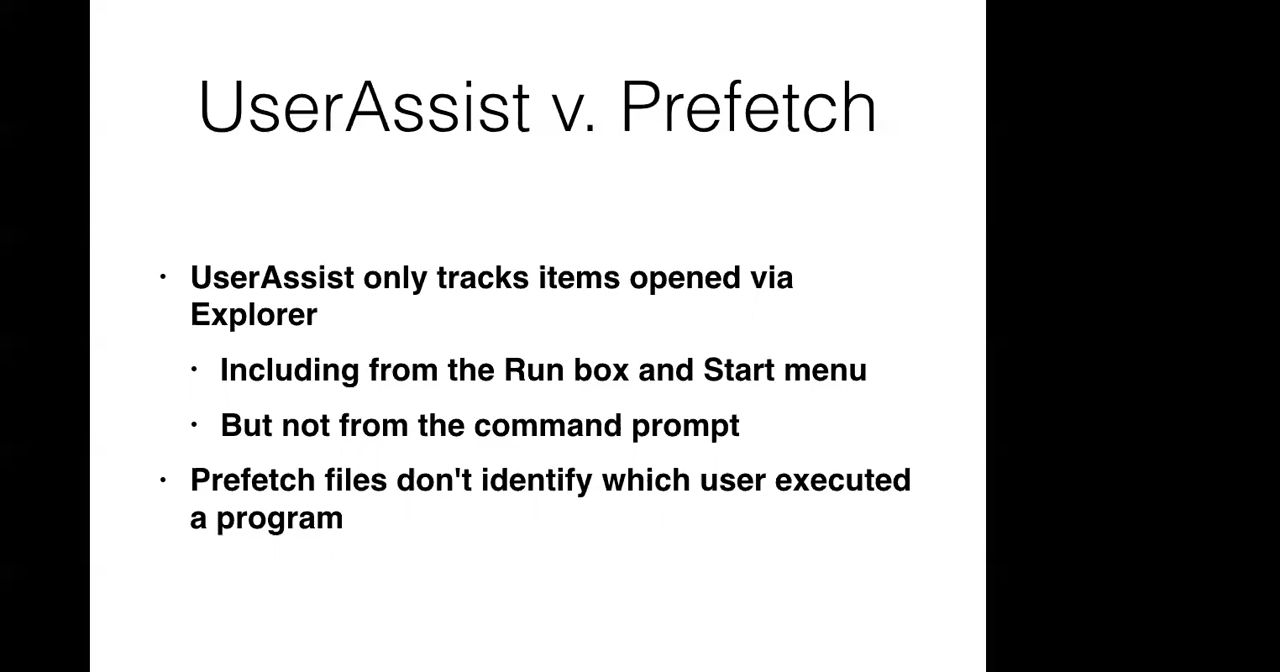 UserAssist v. Prefetch
• UserAssist only tracks items opened via
Explorer
• Including from the Run box and Start menu
• But not from the command prompt
• Prefetch files don't identify which user executed
a program